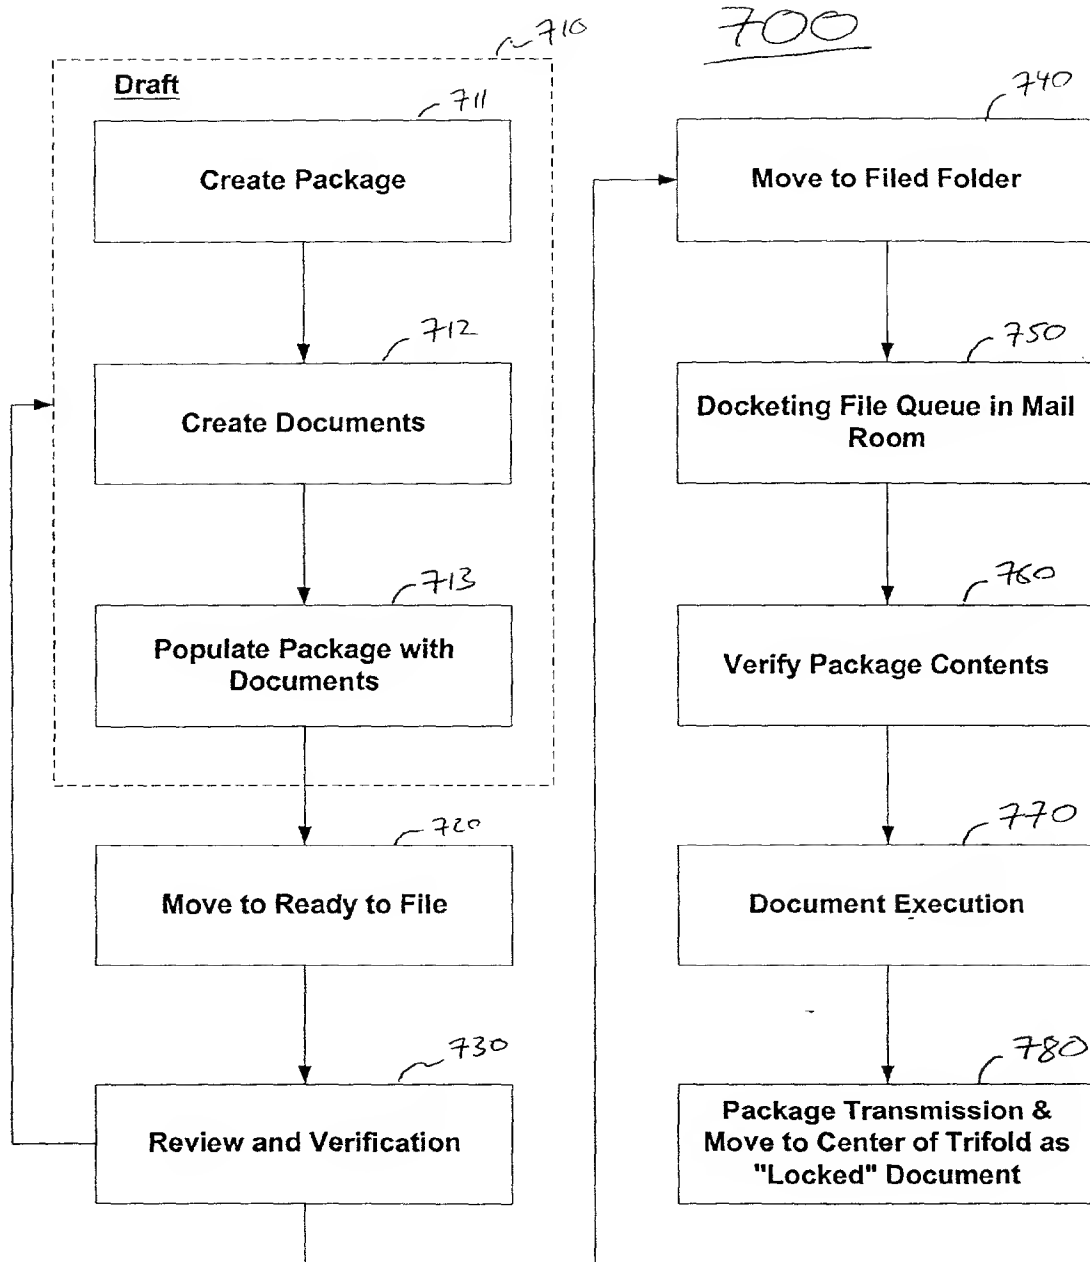 700
710
Draft
711
Create Package
712
Create Documents
713
Populate Package with
Documents
720
Move to Ready to File
730
Review and Verification
740
Move to Filed Folder
750
Docketing File Queue in Mail
Room
760
Verify Package Contents
770
Document Execution
780
Package Transmission &
Move to Center of Trifold as
"Locked" Document